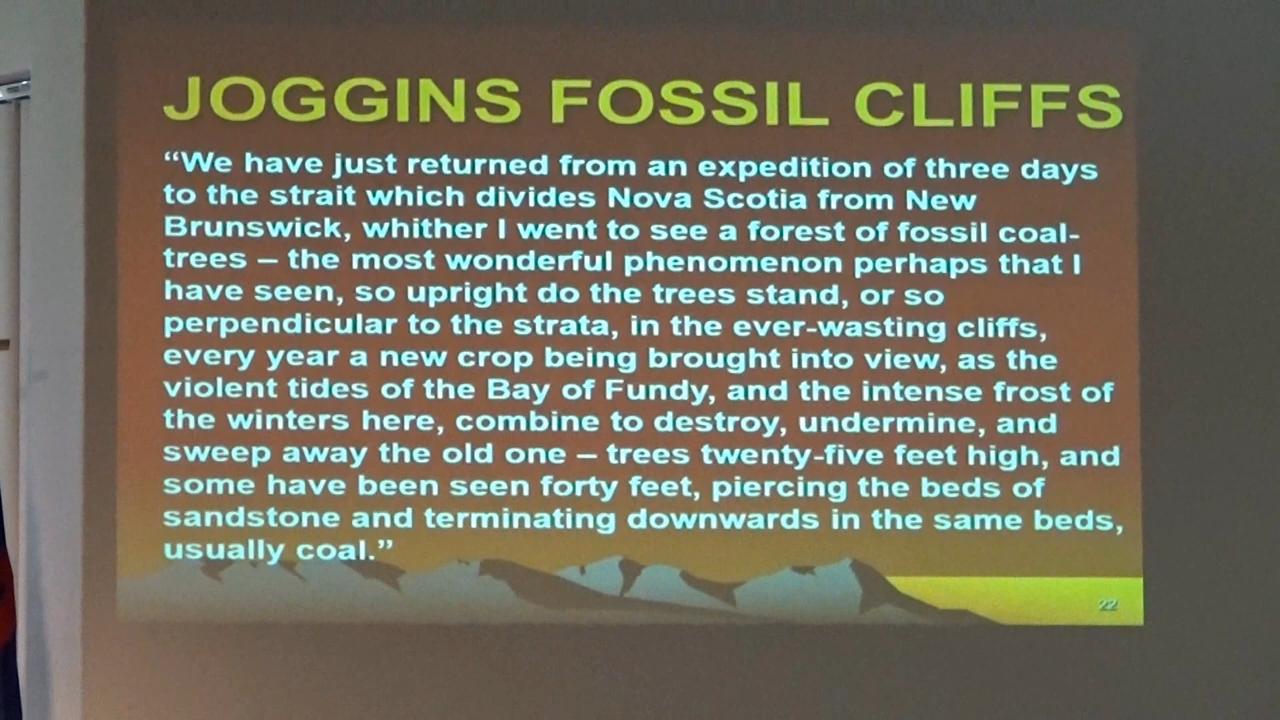 JOGGINS FOSSIL CLIFFS
“We have just returned from an expedition of three days
to the strait which divides Nova Scotia from New
Brunswick, whither I went to see a forest of fossil coal-
trees – the most wonderful phenomenon perhaps that I
have seen, so upright do the trees stand, or so
perpendicular to the strata, in the ever-wasting cliffs,
every year a new crop being brought into view, as the
violent tides of the Bay of Fundy, and the intense frost of
the winters here, combine to destroy, undermine, and
sweep away the old one – trees twenty-five feet high, and
some have been seen forty feet, piercing the beds of
sandstone and terminating downwards in the same beds,
usually coal.”
22